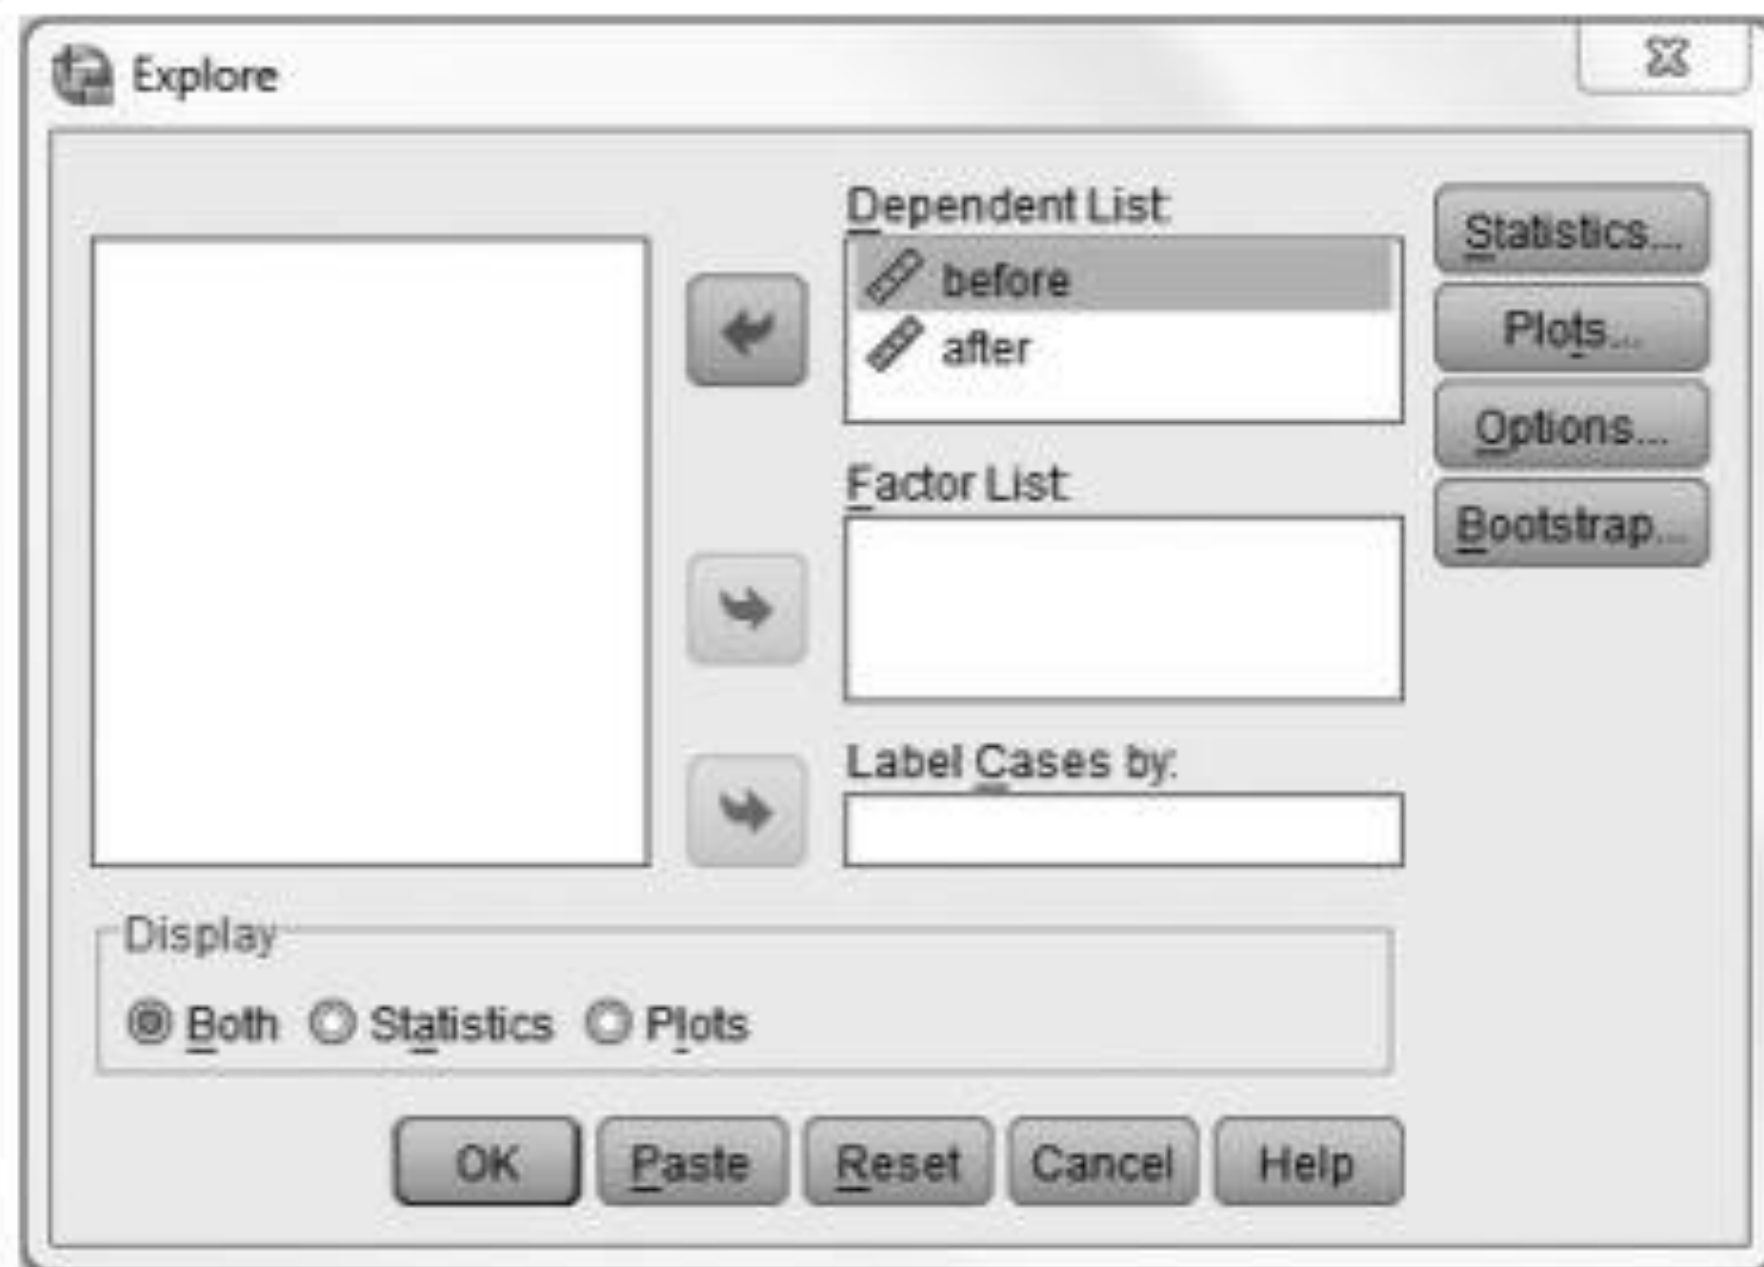 Explore
Dependent List:
before
after
Statistics...
Plots...
Options...
Bootstrap...
Factor List:
Label Cases by:
Display
Both Statistics Plots
OK Paste Reset Cancel Help